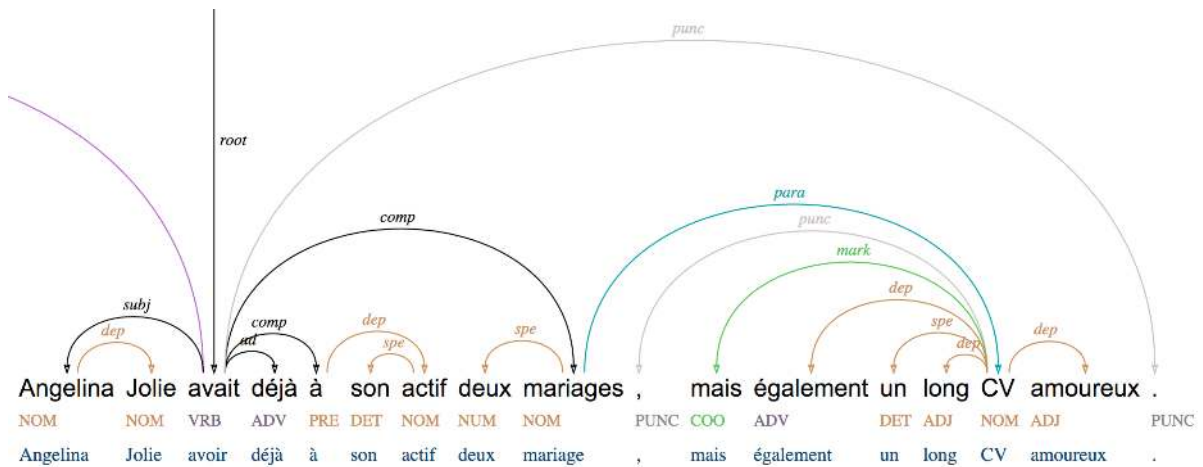 punc
root
para
comp
punc
mark
subj comp dep spe dep
dep ad spe spe dep dep
Angelina Jolie avait déjà à son actif deux mariages , mais également un long CV amoureux .
NOM NOM VRB ADV PRE DET NOM NUM NOM PUNC COO ADV DET ADJ NOM ADJ PUNC
Angelina Jolie avoir déjà à son actif deux mariage , mais également un long CV amoureux .